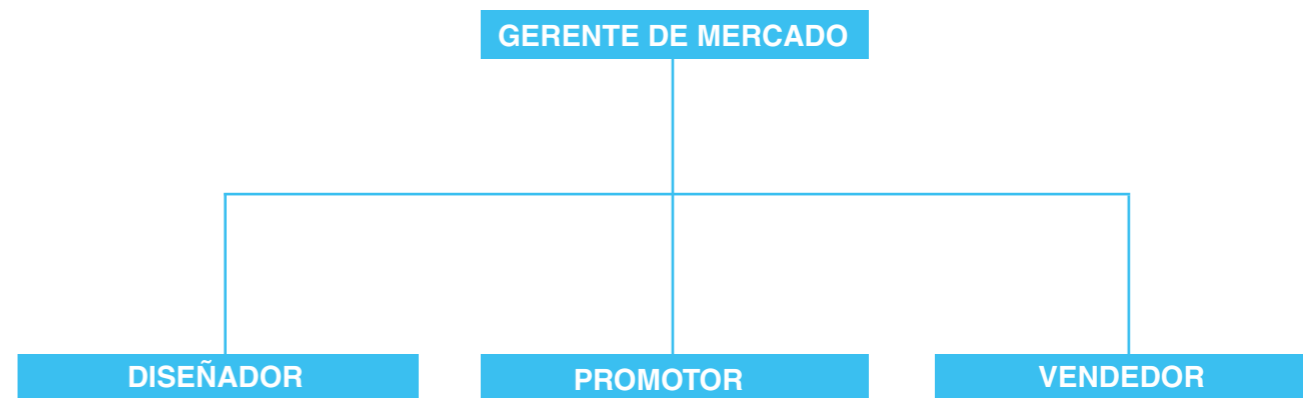 GERENTE DE MERCADO
DISEÑADOR
PROMOTOR
VENDEDOR